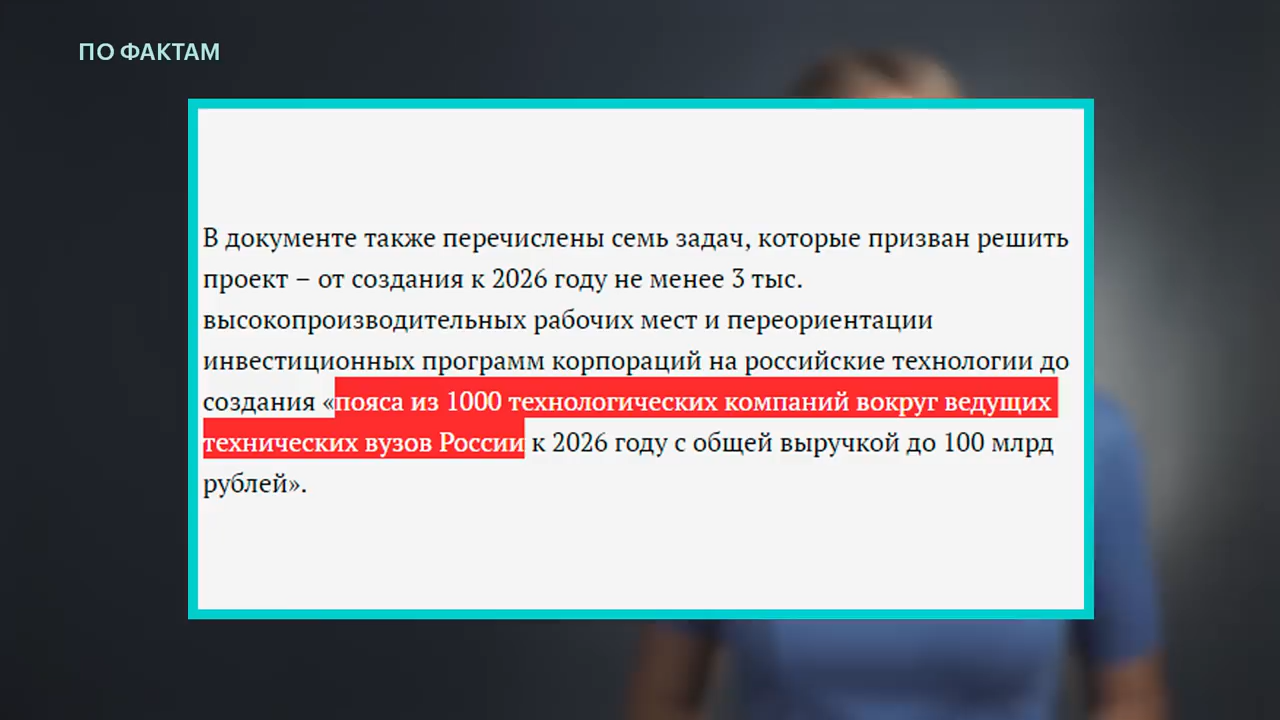 ПО ФАКТАМ
В документе также перечислены семь задач, которые призван решить
проект – от создания к 2026 году не менее 3 тыс.
высокопроизводительных рабочих мест и переориентации
инвестиционных программ корпораций на российские технологии до
создания «пояса из 1000 технологических компаний вокруг ведущих
технических вузов России к 2026 году с общей выручкой до 100 млрд
рублей».